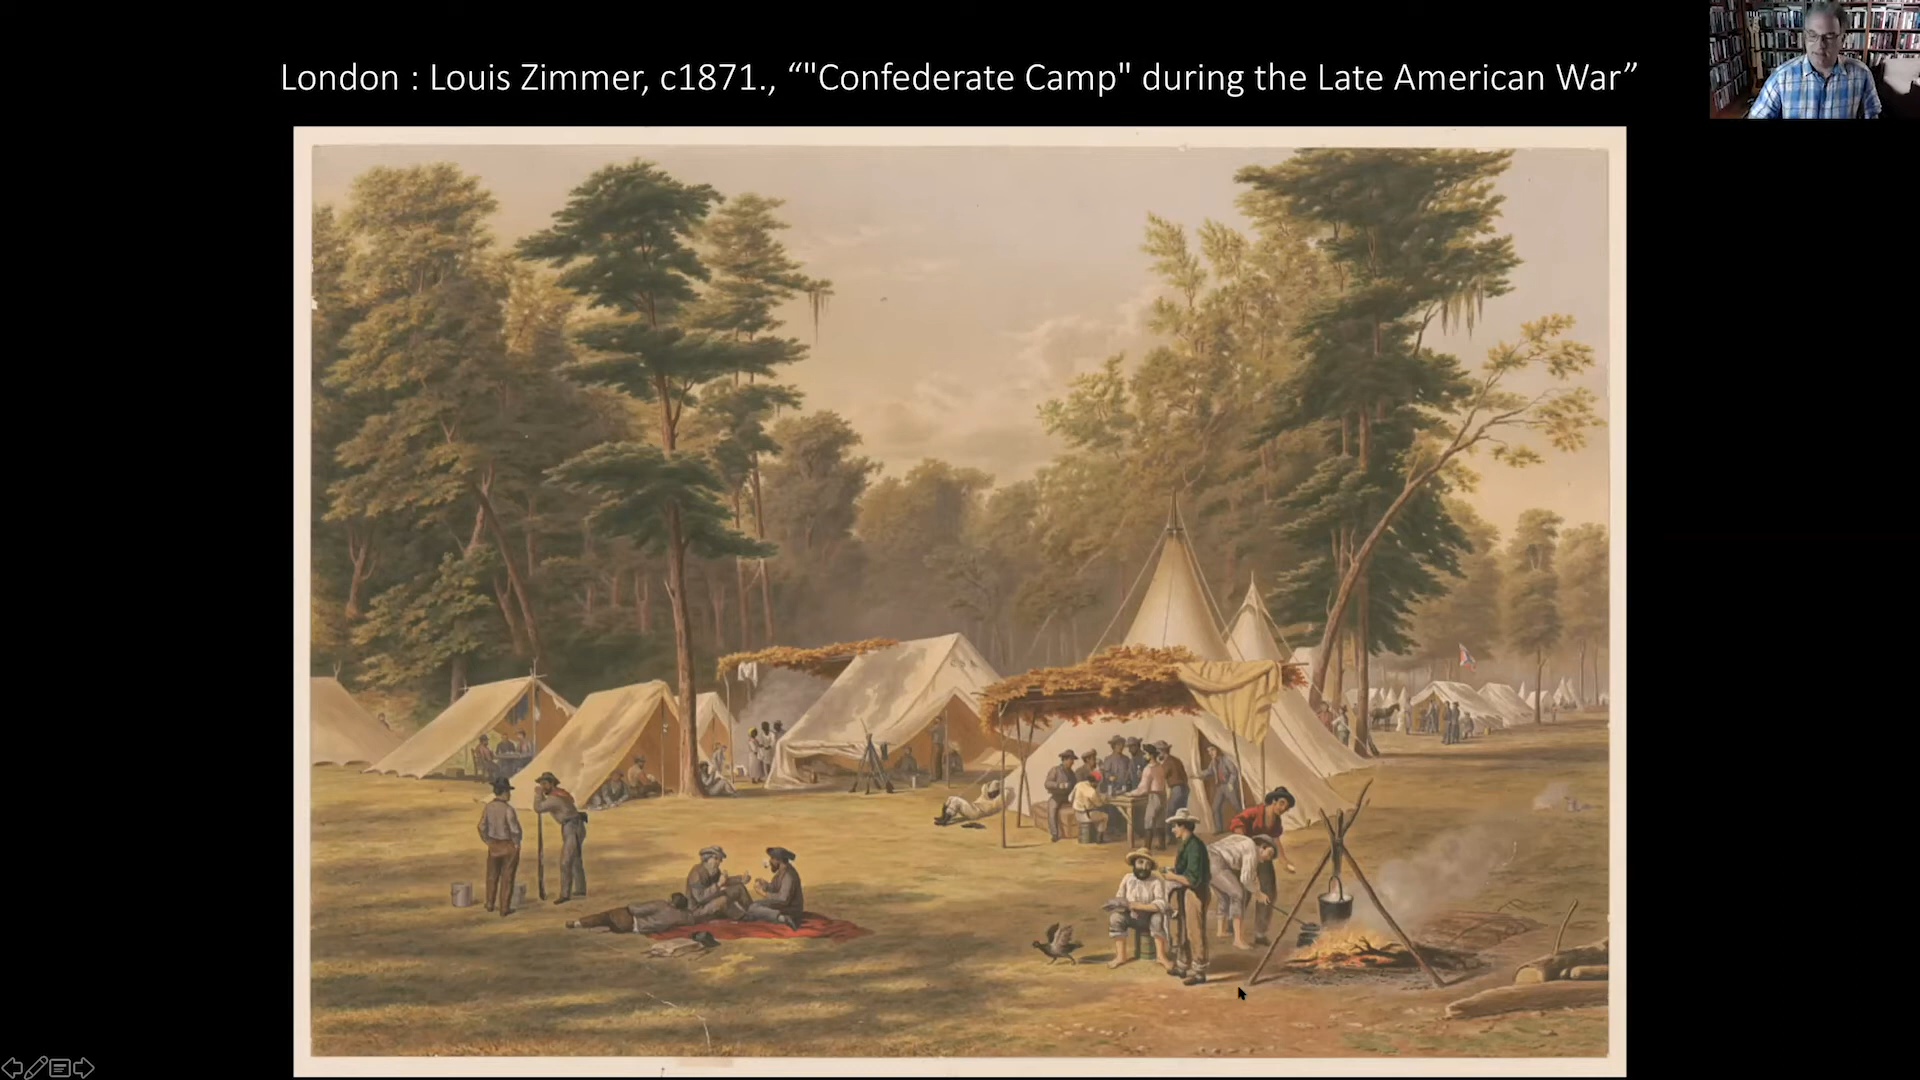 London : Louis Zimmer, c1871., “"Confederate Camp" during the Late American War”